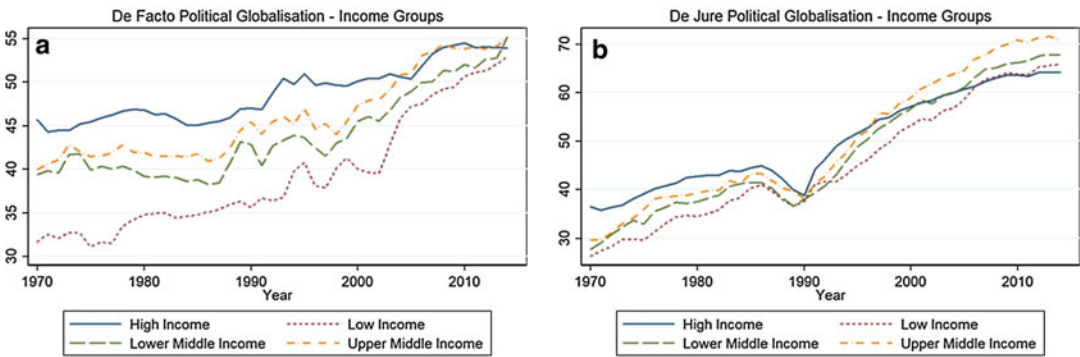 De Facto Political Globalisation - Income Groups
a
55
50
45
40
35
30
1970 1980 1990 2000 2010
Year
High Income Low Income
Lower Middle Income Upper Middle Income
De Jure Political Globalisation - Income Groups
b
70
60
50
40
30
1970 1980 1990 2000 2010
Year
High Income Low Income
Lower Middle Income Upper Middle Income